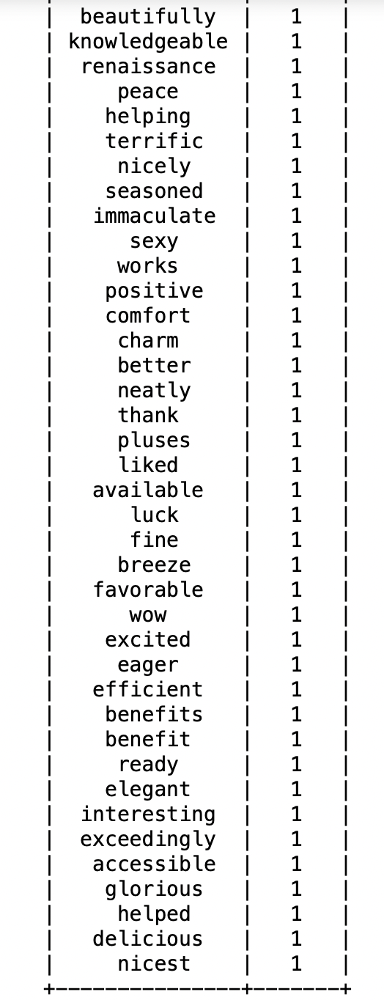 | beautifully | 1 |
| knowledgeable | 1 |
| renaissance | 1 |
| peace | 1 |
| helping | 1 |
| terrific | 1 |
| nicely | 1 |
| seasoned | 1 |
| immaculate | 1 |
| sexy | 1 |
| works | 1 |
| positive | 1 |
| comfort | 1 |
| charm | 1 |
| better | 1 |
| neatly | 1 |
| thank | 1 |
| pluses | 1 |
| liked | 1 |
| available | 1 |
| luck | 1 |
| fine | 1 |
| breeze | 1 |
| favorable | 1 |
| wow | 1 |
| excited | 1 |
| eager | 1 |
| efficient | 1 |
| benefits | 1 |
| benefit | 1 |
| ready | 1 |
| elegant | 1 |
| interesting | 1 |
| exceedingly | 1 |
| accessible | 1 |
| glorious | 1 |
| helped | 1 |
| delicious | 1 |
| nicest | 1 |
+---------------+-------+